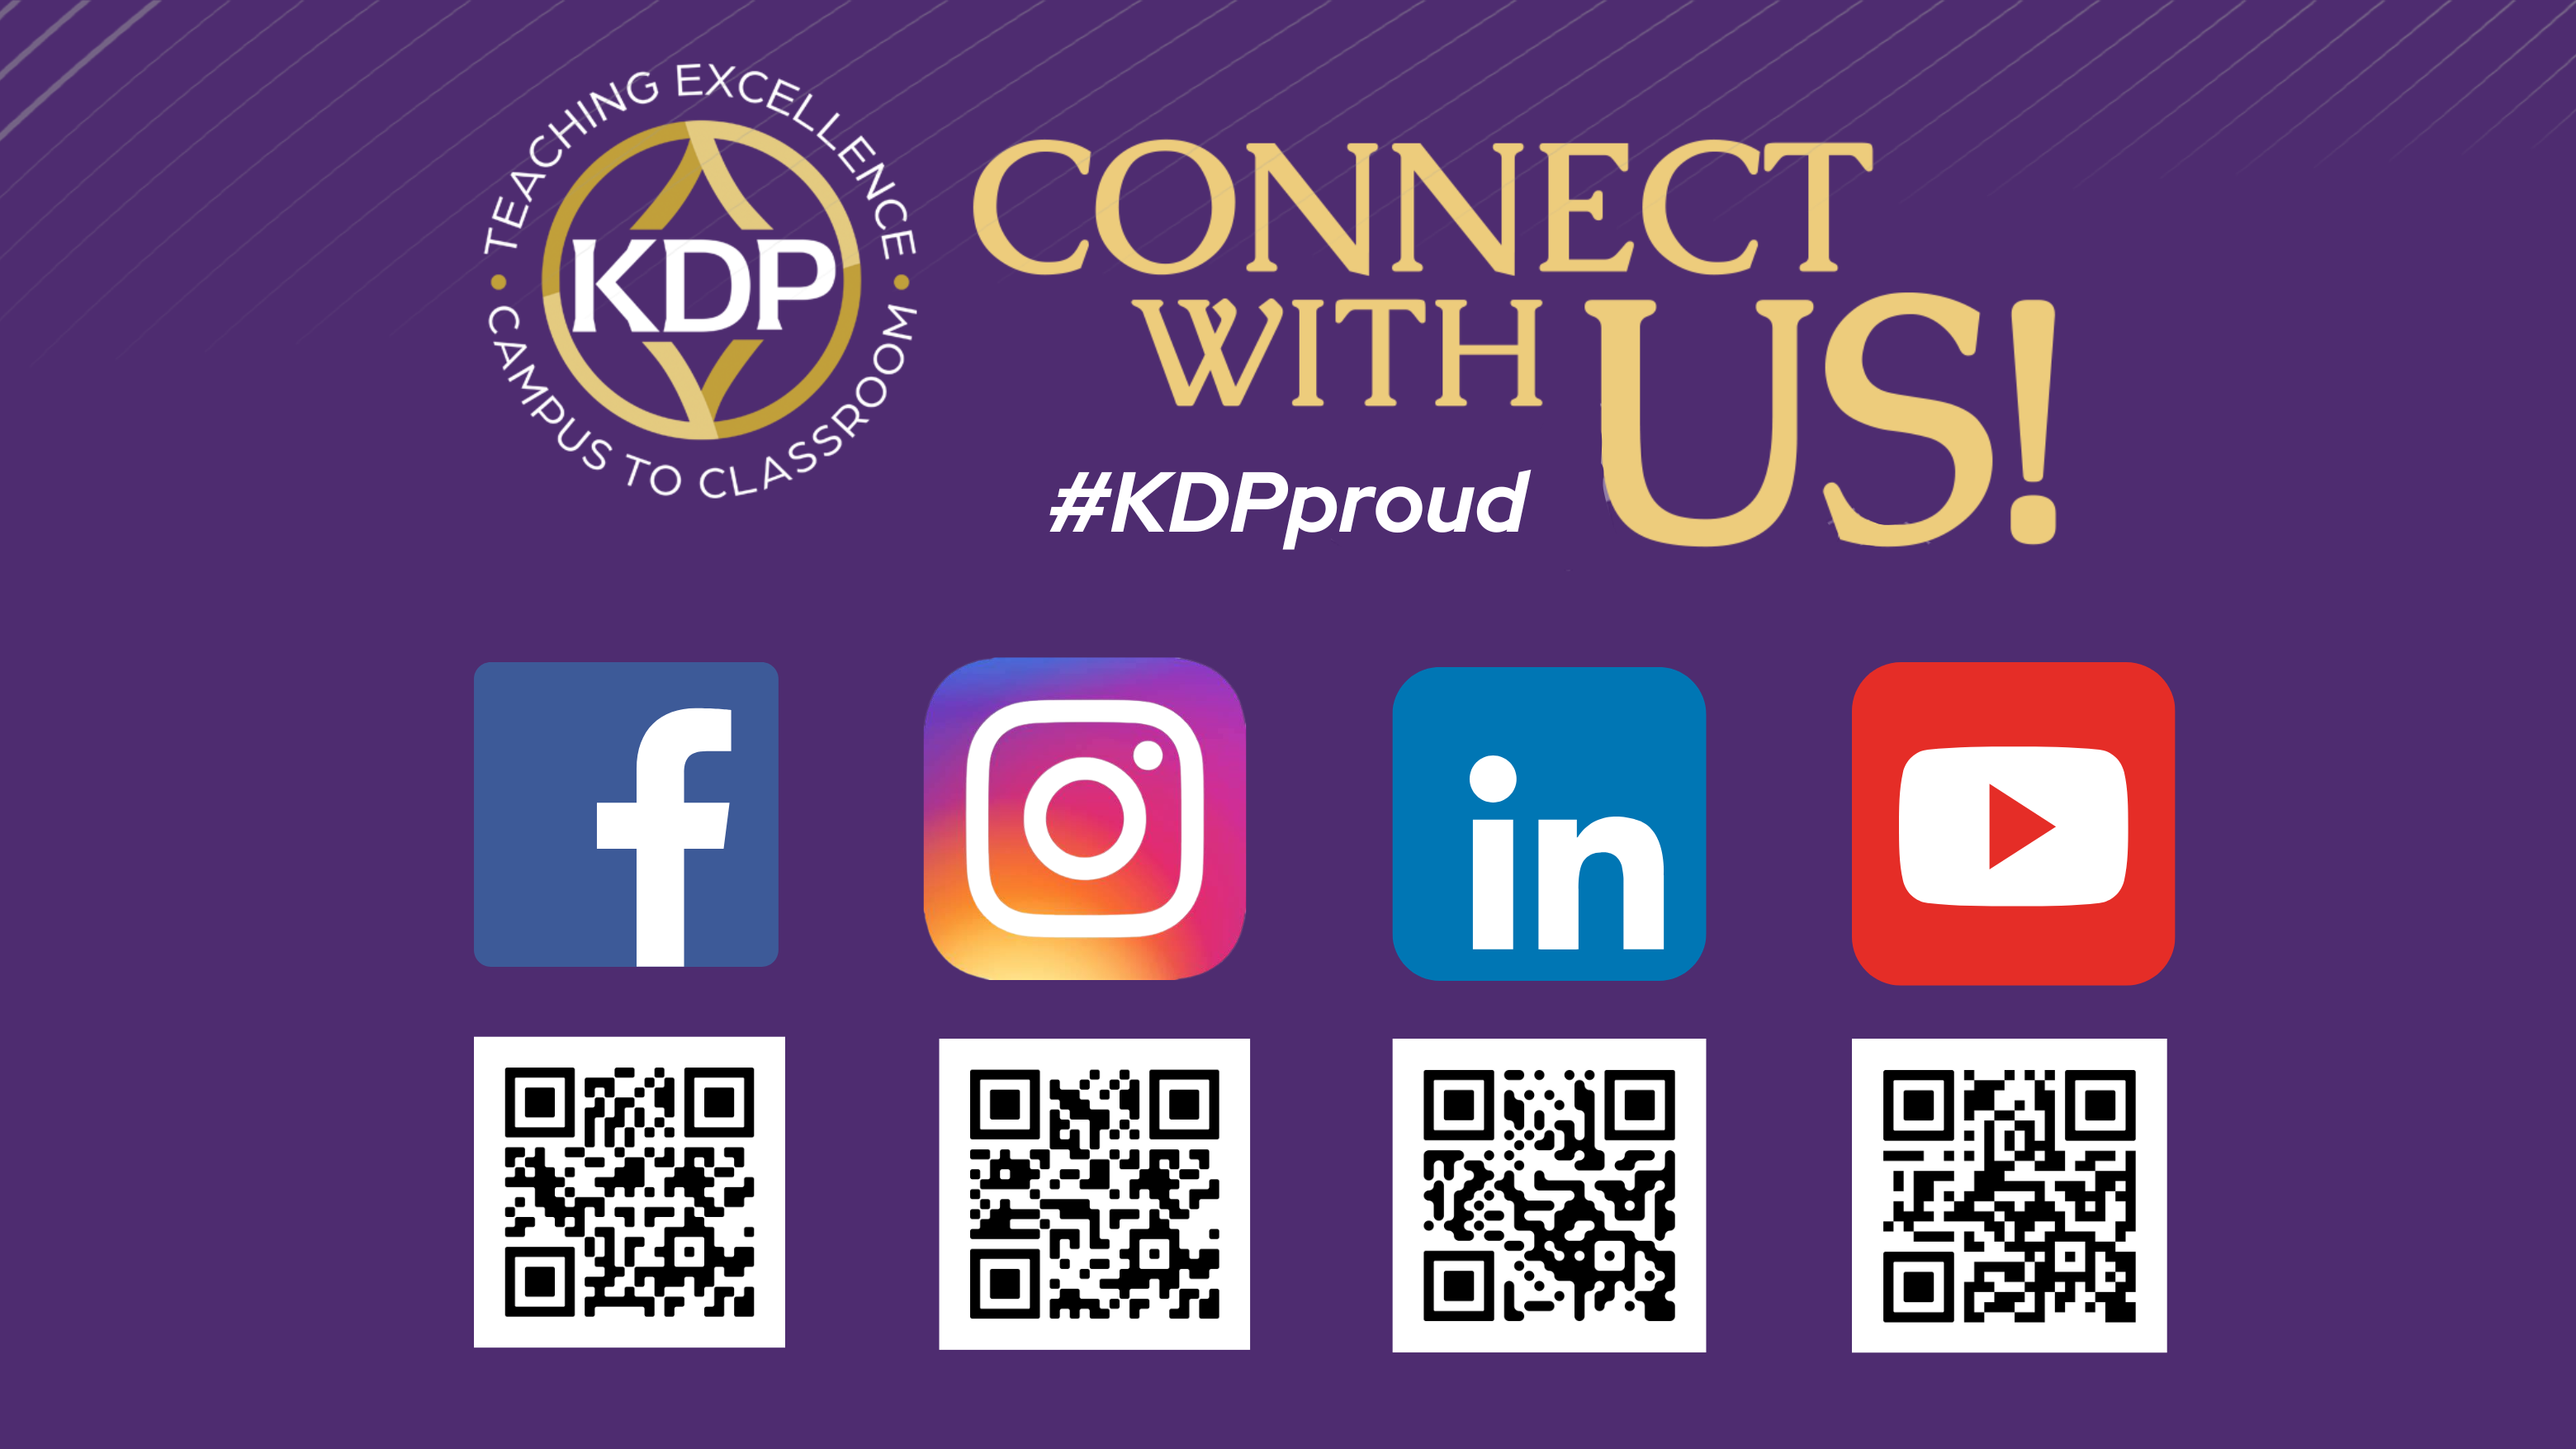 TEACHING EXCELLENCE
KDP
CAMPUS TO CLASSROOM
CONNECT
WITH US!
#KDPproud
f
in